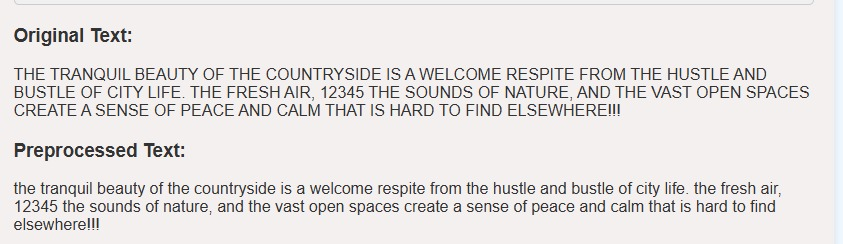 Original Text:
THE TRANQUIL BEAUTY OF THE COUNTRYSIDE IS A WELCOME RESPITE FROM THE HUSTLE AND
BUSTLE OF CITY LIFE. THE FRESH AIR, 12345 THE SOUNDS OF NATURE, AND THE VAST OPEN SPACES
CREATE A SENSE OF PEACE AND CALM THAT IS HARD TO FIND ELSEWHERE!!!
Preprocessed Text:
the tranquil beauty of the countryside is a welcome respite from the hustle and bustle of city life. the fresh air,
12345 the sounds of nature, and the vast open spaces create a sense of peace and calm that is hard to find
elsewhere!!!